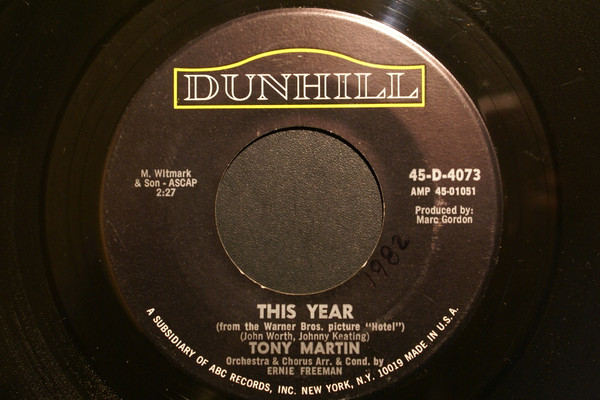 DUNHILL
M. Witmark
& Son - ASCAP
2:27
45-D-4073
AMP 45-01051
Produced by:
Marc Gordon
1982
THIS YEAR
(from the Warner Bros. picture "Hotel")
(John Worth, Johnny Keating)
TONY MARTIN
Orchestra & Chorus Arr. & Cond. by
ERNIE FREEMAN
A SUBSIDIARY OF ABC RECORDS, INC. NEW YORK, N.Y. 10019 MADE IN U.S.A.